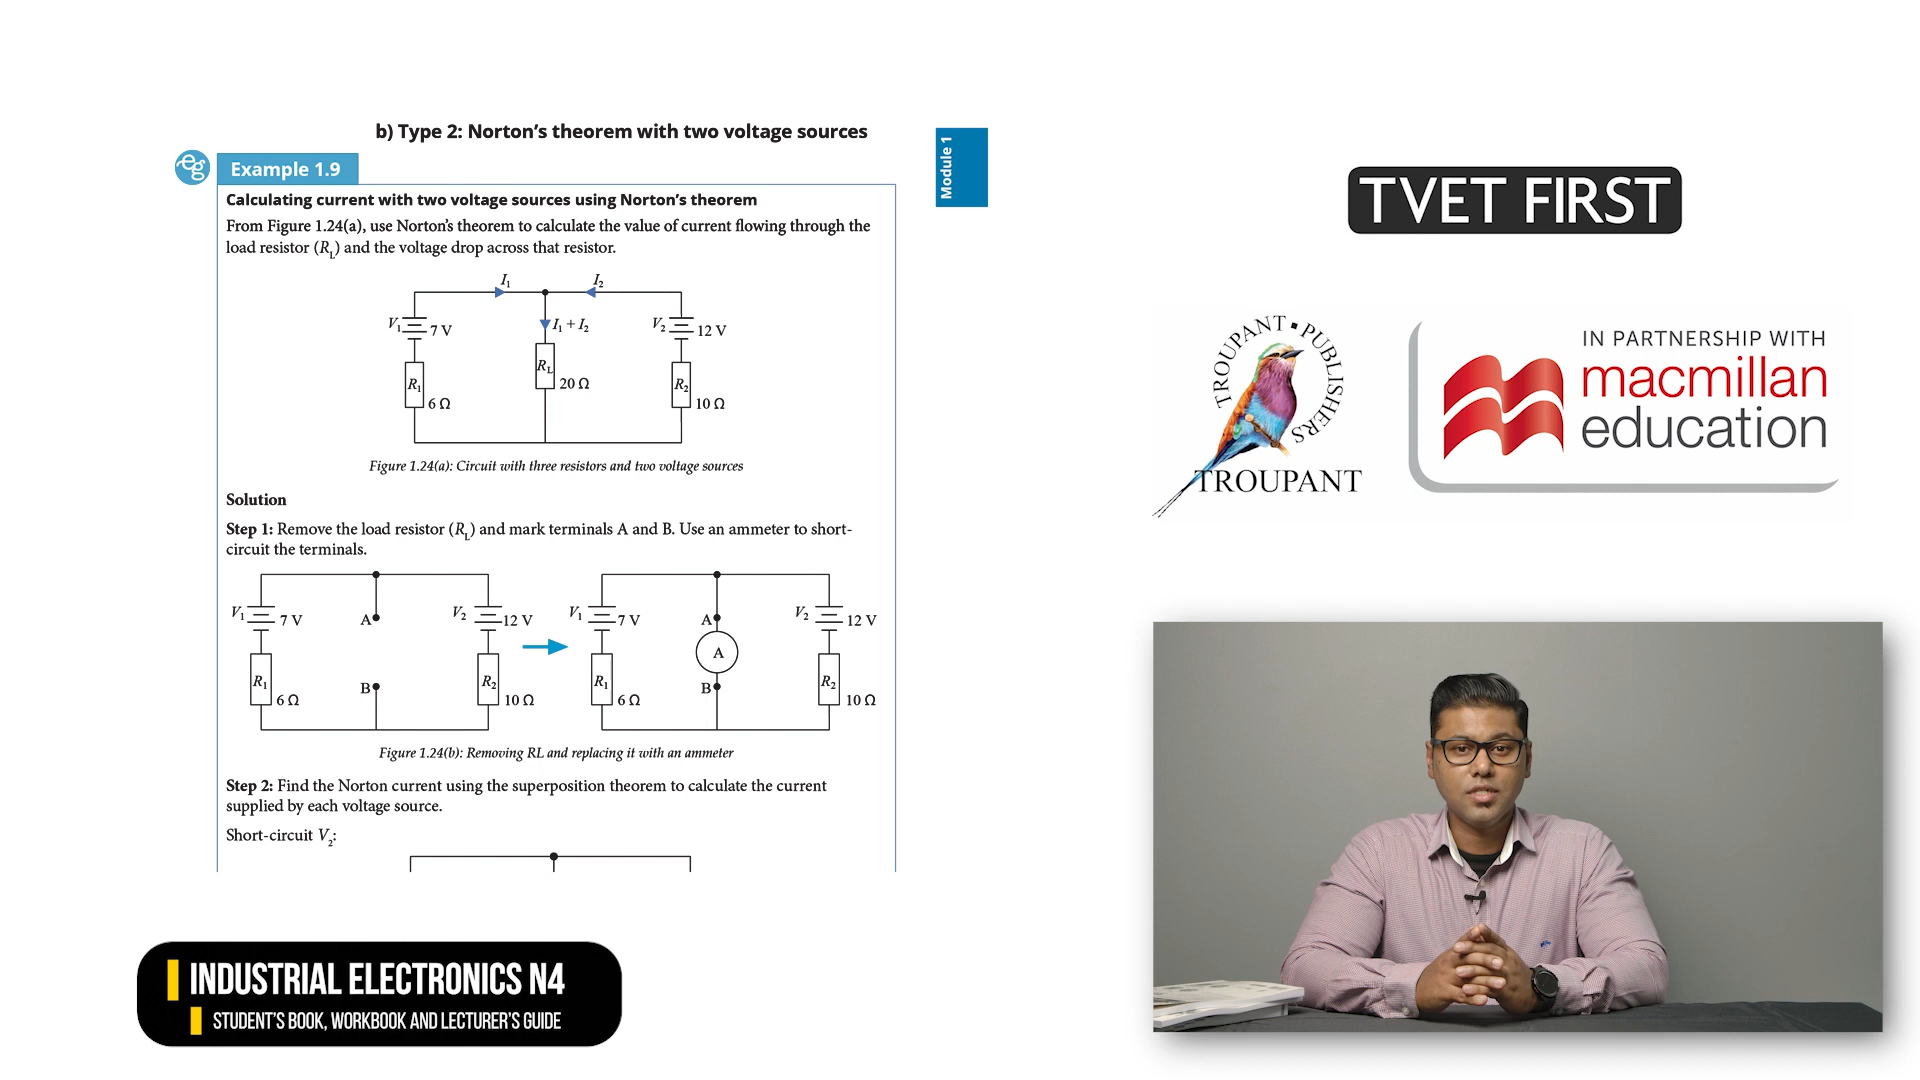 b) Type 2: Norton's theorem with two voltage sources
Module 1
eg
Example 1.9
Calculating current with two voltage sources using Norton's theorem
From Figure 1.24(a), use Norton's theorem to calculate the value of current flowing through the
load resistor (RL) and the voltage drop across that resistor.
I1
I2
V1
7 V
I1 + I2
V2
12 V
RL
20 Ω
R1
6 Ω
R2
10 Ω
Figure 1.24(a): Circuit with three resistors and two voltage sources
Solution
Step 1: Remove the load resistor (RL) and mark terminals A and B. Use an ammeter to short-
circuit the terminals.
V1
7 V
A
V2
12 V
R1
6 Ω
B
R2
10 Ω
V1
7 V
A
V2
12 V
A
R1
6 Ω
B
R2
10 Ω
Figure 1.24(b): Removing RL and replacing it with an ammeter
Step 2: Find the Norton current using the superposition theorem to calculate the current
supplied by each voltage source.
Short-circuit V2:
INDUSTRIAL ELECTRONICS N4
STUDENT'S BOOK, WORKBOOK AND LECTURER'S GUIDE
TVET FIRST
TROUPANT PUBLISHERS
TROUPANT
IN PARTNERSHIP WITH
macmillan
education